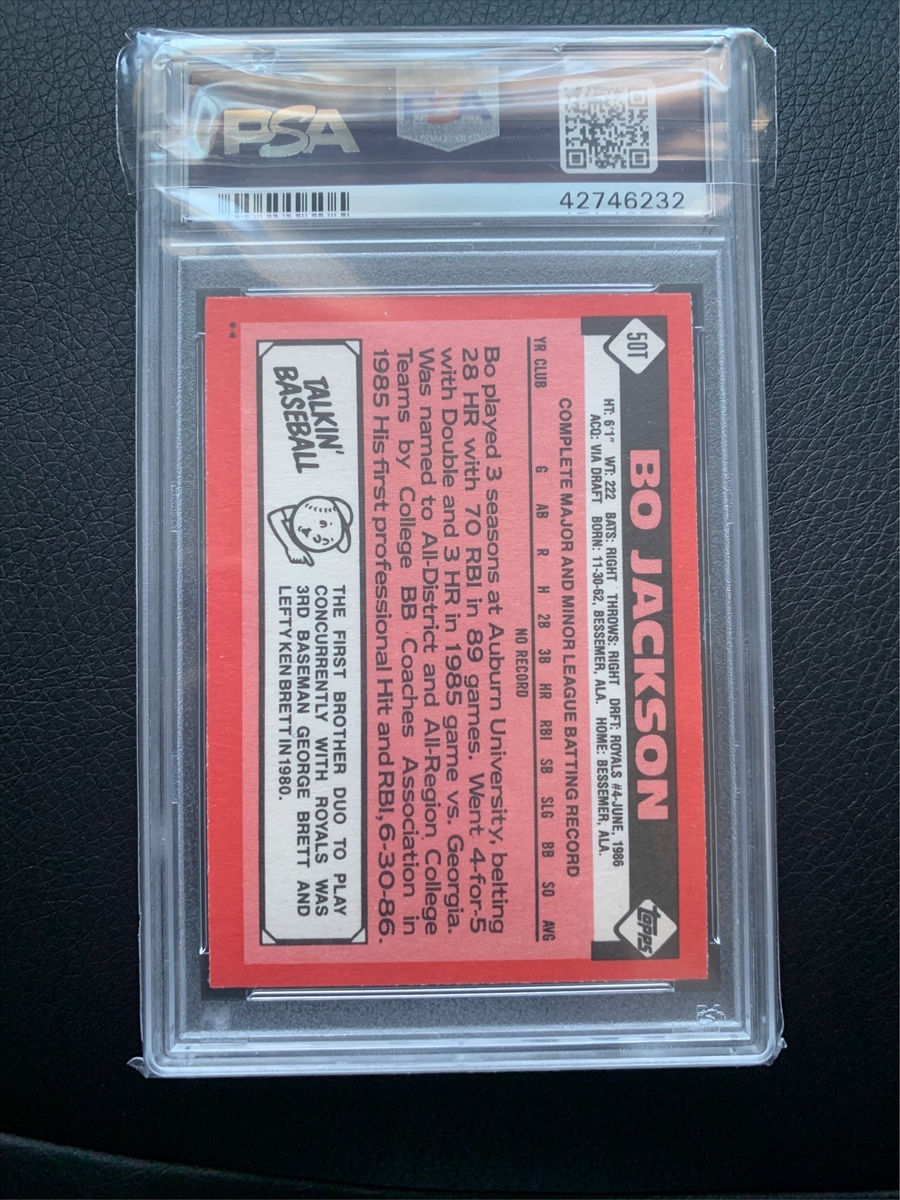 PSA
PSA
42746232
50T
BO JACKSON
topps
HT: 6'1" WT: 222 BATS: RIGHT THROWS: RIGHT DRFT: ROYALS #4-JUNE, 1986
ACQ: VIA DRAFT BORN: 11-30-62, BESSEMER, ALA. HOME: BESSEMER, ALA.
COMPLETE MAJOR AND MINOR LEAGUE BATTING RECORD
YR CLUB G AB R H 2B 3B HR RBI SB SLG BB SO AVG
NO RECORD
Bo played 3 seasons at Auburn University, belting
28 HR with 70 RBI in 89 games. Went 4-for-5
with Double and 3 HR in 1985 game vs. Georgia.
Was named to All-District and All-Region College
Teams by College BB Coaches Association in
1985 His first professional Hit and RBI, 6-30-86.
TALKIN'
BASEBALL
THE FIRST BROTHER DUO TO PLAY
CONCURRENTLY WITH ROYALS WAS
3RD BASEMAN GEORGE BRETT AND
LEFTY KEN BRETT IN 1980.
**